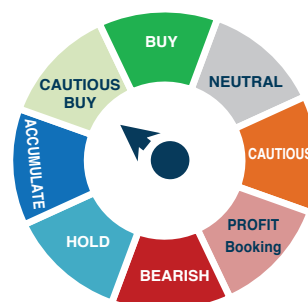 BUY
NEUTRAL
CAUTIOUS
PROFIT
Booking
BEARISH
HOLD
ACCUMULATE
CAUTIOUS
BUY